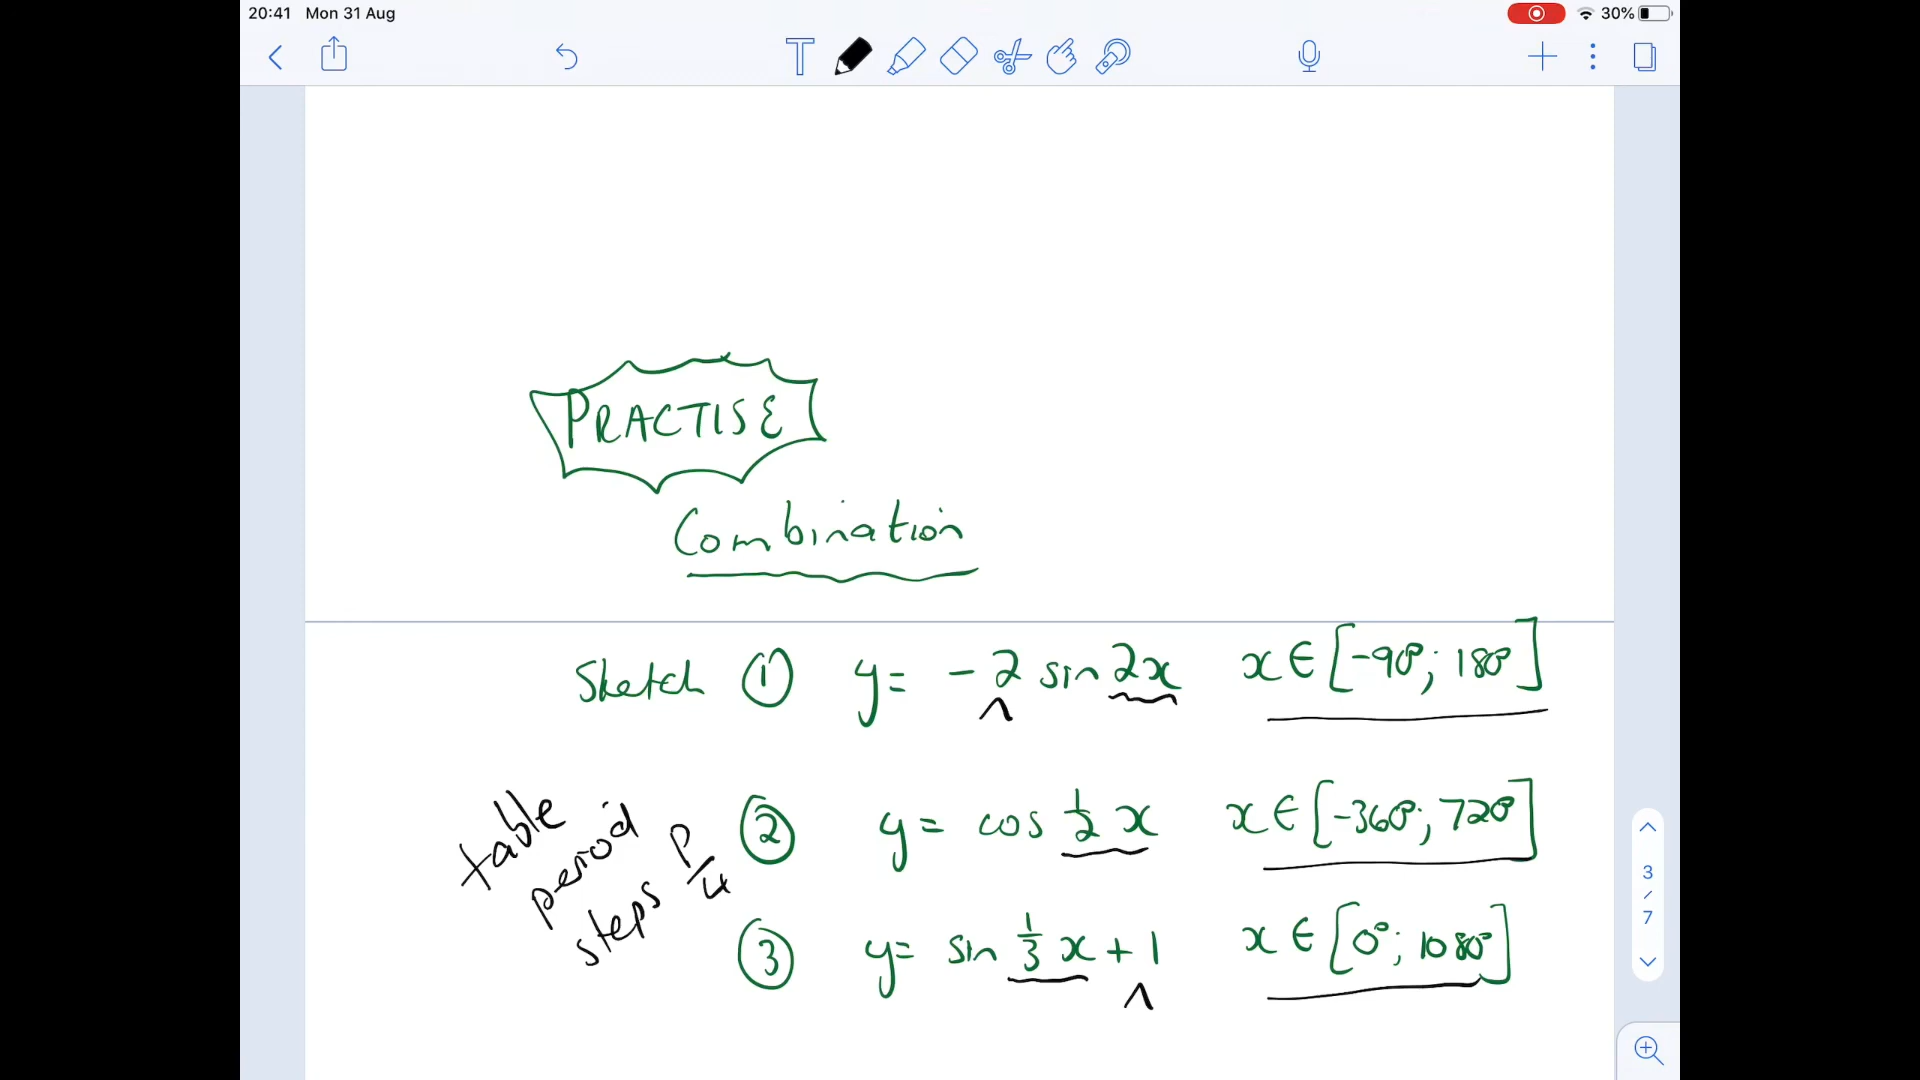 20:41 Mon 31 Aug
30%
T
PRACTISE
Combination
Sketch ① y = -2 sin 2x x ∈ [-90°; 180°]
table
period
steps P/4
② y = cos ½ x x ∈ [-360°; 720°]
③ y = sin ⅓ x + 1 x ∈ [0°; 1080°]
3
/
7